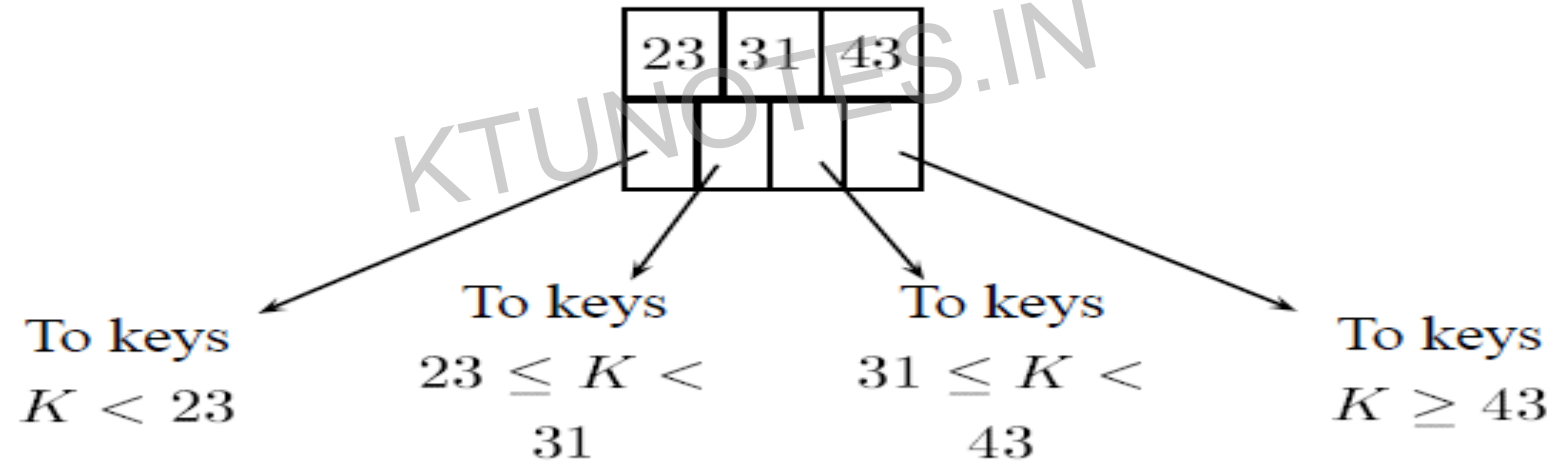 23 31 43
KTUNOTES.IN
To keys
K < 23
To keys
23 ≤ K <
31
To keys
31 ≤ K <
43
To keys
K ≥ 43